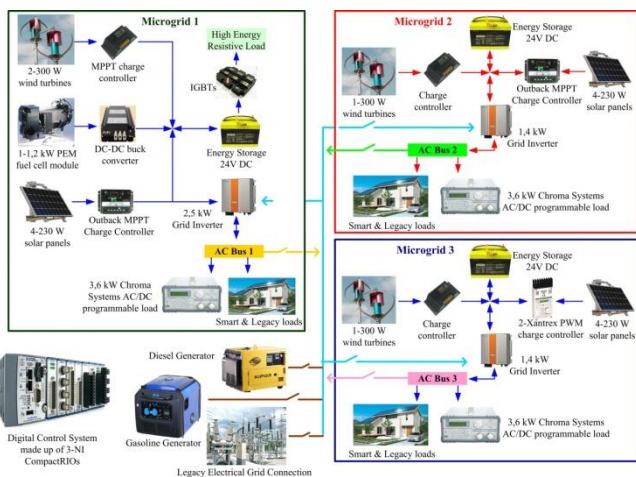 Microgrid 1
High Energy
Resistive Load
2-300 W
wind turbines
MPPT charge
controller
IGBTs
1-1,2 kW PEM
fuel cell module
DC-DC buck
converter
Energy Storage
24V DC
4-230 W
solar panels
Outback MPPT
Charge Controller
2,5 kW
Grid Inverter
AC Bus 1
3,6 kW Chroma
Systems AC/DC
programmable load
Smart & Legacy loads
Microgrid 2
Energy Storage
24V DC
1-300 W
wind turbines
Charge
controller
Outback MPPT
Charge Controller
4-230 W
solar panels
1,4 kW
Grid Inverter
AC Bus 2
Smart & Legacy loads
3,6 kW Chroma Systems
AC/DC programmable load
Microgrid 3
Energy Storage
24V DC
1-300 W
wind turbines
Charge
controller
2-Xantrex PWM
charge controller
4-230 W
solar panels
1,4 kW
Grid Inverter
AC Bus 3
Smart & Legacy loads
3,6 kW Chroma Systems
AC/DC programmable load
Diesel Generator
Gasoline Generator
Legacy Electrical Grid Connection
Digital Control System
made up of 3-NI
CompactRIOs